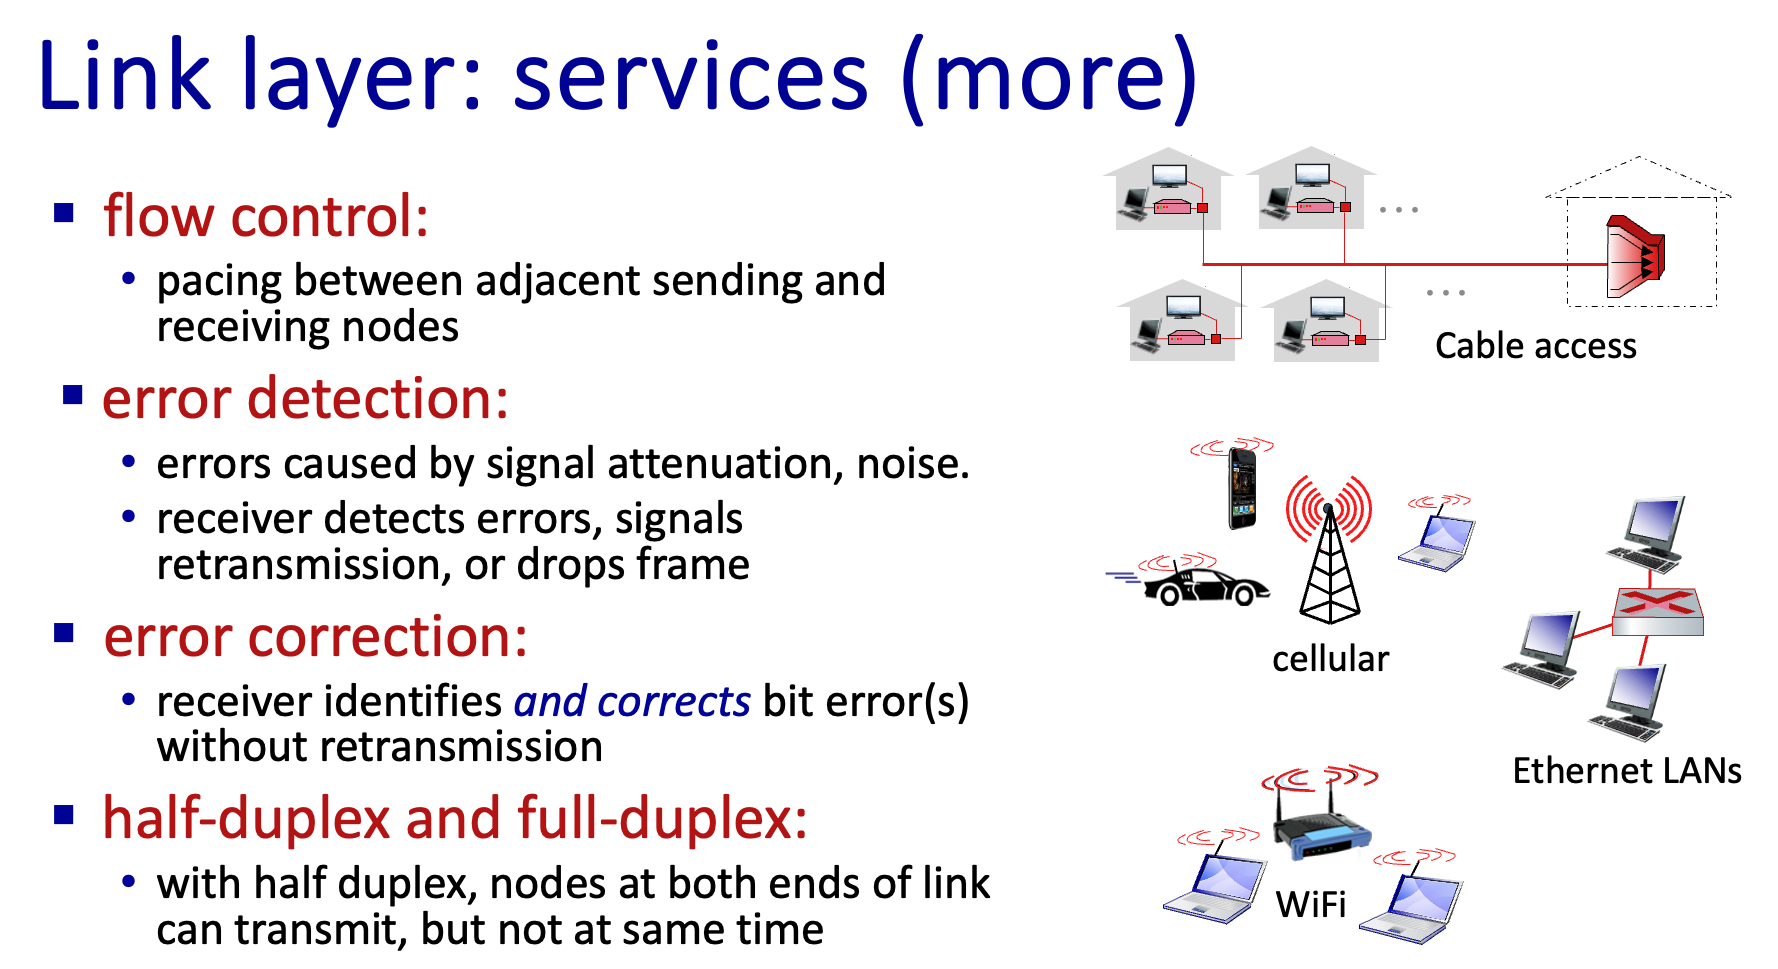 Link layer: services (more)
flow control:
pacing between adjacent sending and
receiving nodes
error detection:
errors caused by signal attenuation, noise.
receiver detects errors, signals
retransmission, or drops frame
error correction:
receiver identifies and corrects bit error(s)
without retransmission
half-duplex and full-duplex:
with half duplex, nodes at both ends of link
can transmit, but not at same time
Cable access
cellular
Ethernet LANs
WiFi